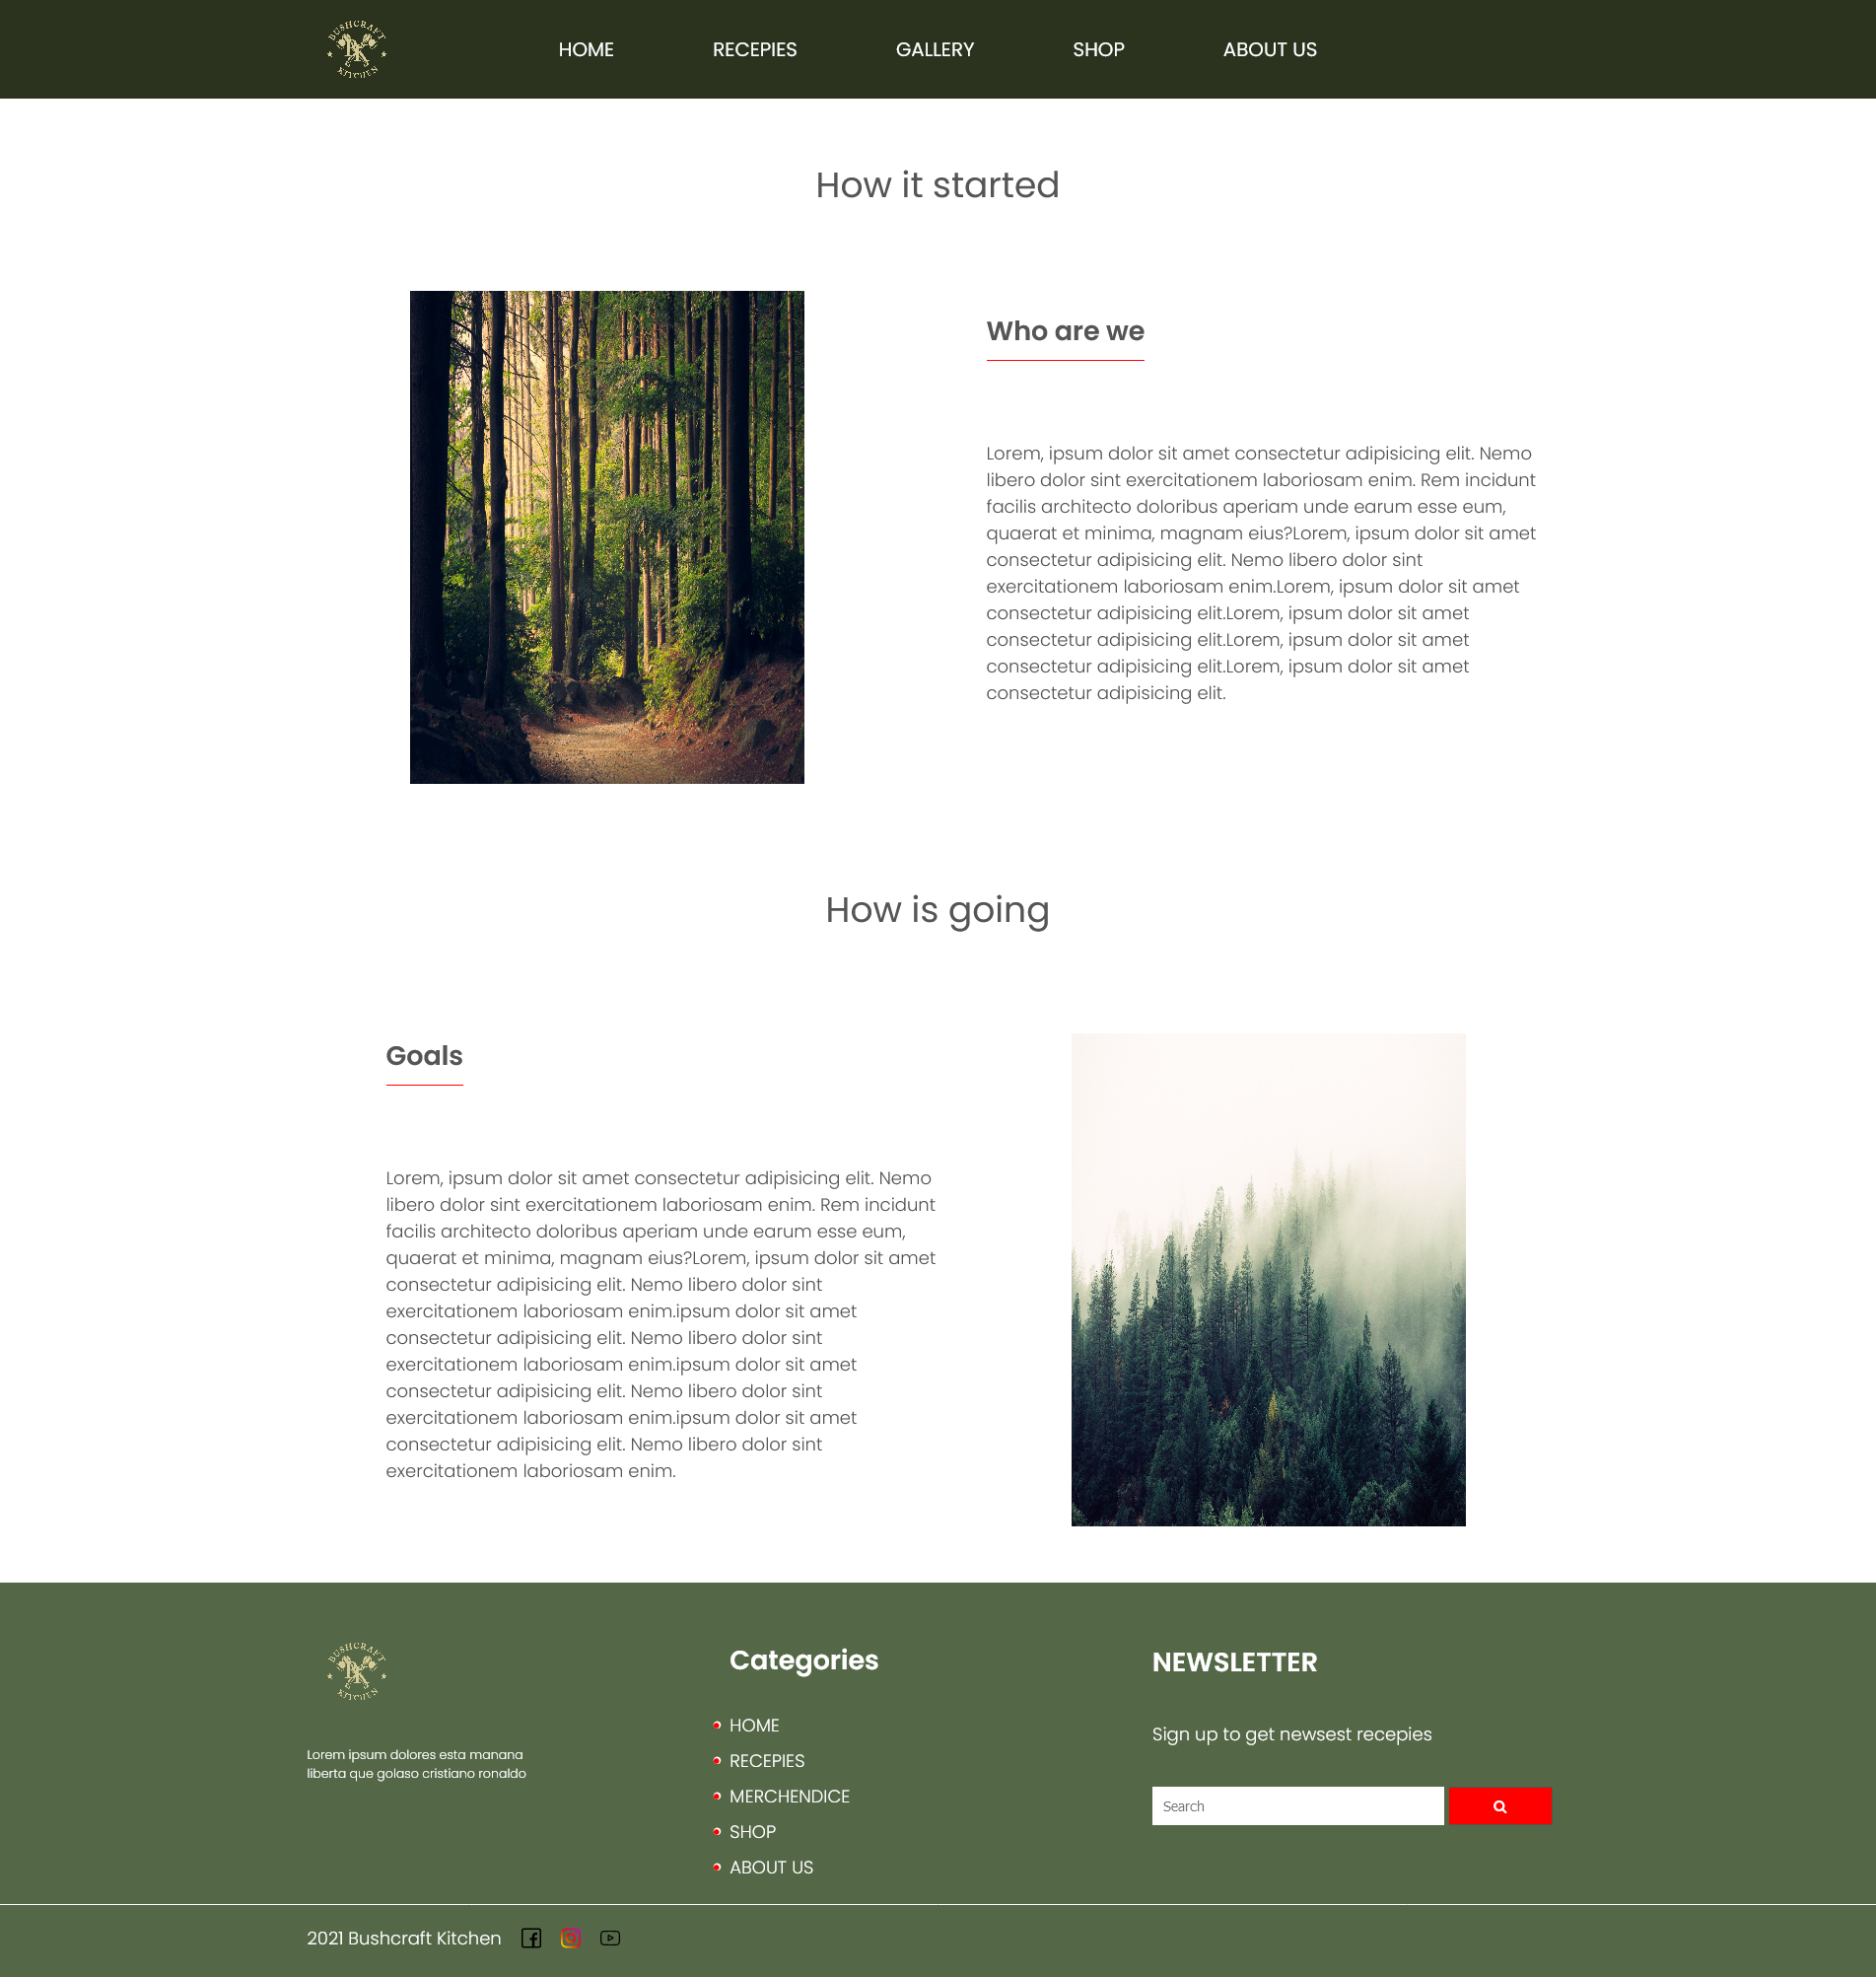 BUSHCRAFT
KITCHEN
HOME
RECEPIES
GALLERY
SHOP
ABOUT US
How it started
Who are we
Lorem, ipsum dolor sit amet consectetur adipisicing elit. Nemo
libero dolor sint exercitationem laboriosam enim. Rem incidunt
facilis architecto doloribus aperiam unde earum esse eum,
quaerat et minima, magnam eius?Lorem, ipsum dolor sit amet
consectetur adipisicing elit. Nemo libero dolor sint
exercitationem laboriosam enim.Lorem, ipsum dolor sit amet
consectetur adipisicing elit.Lorem, ipsum dolor sit amet
consectetur adipisicing elit.Lorem, ipsum dolor sit amet
consectetur adipisicing elit.Lorem, ipsum dolor sit amet
consectetur adipisicing elit.
How is going
Goals
Lorem, ipsum dolor sit amet consectetur adipisicing elit. Nemo
libero dolor sint exercitationem laboriosam enim. Rem incidunt
facilis architecto doloribus aperiam unde earum esse eum,
quaerat et minima, magnam eius?Lorem, ipsum dolor sit amet
consectetur adipisicing elit. Nemo libero dolor sint
exercitationem laboriosam enim.ipsum dolor sit amet
consectetur adipisicing elit. Nemo libero dolor sint
exercitationem laboriosam enim.ipsum dolor sit amet
consectetur adipisicing elit. Nemo libero dolor sint
exercitationem laboriosam enim.ipsum dolor sit amet
consectetur adipisicing elit. Nemo libero dolor sint
exercitationem laboriosam enim.
BUSHCRAFT
KITCHEN
Lorem ipsum dolores esta manana
liberta que golaso cristiano ronaldo
Categories
HOME
RECEPIES
MERCHENDICE
SHOP
ABOUT US
NEWSLETTER
Sign up to get newsest recepies
Search
2021 Bushcraft Kitchen